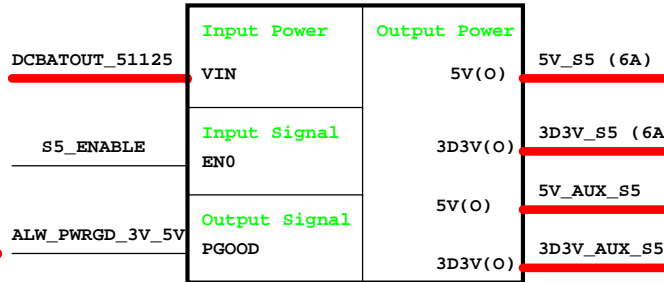 Input Power
Output Power
DCBATOUT_51125
VIN
5V(O)
5V_S5 (6A)
Input Signal
S5_ENABLE
EN0
3D3V(O)
3D3V_S5 (6A
Output Signal
5V(O)
5V_AUX_S5
ALW_PWRGD_3V_5V
PGOOD
3D3V(O)
3D3V_AUX_S5